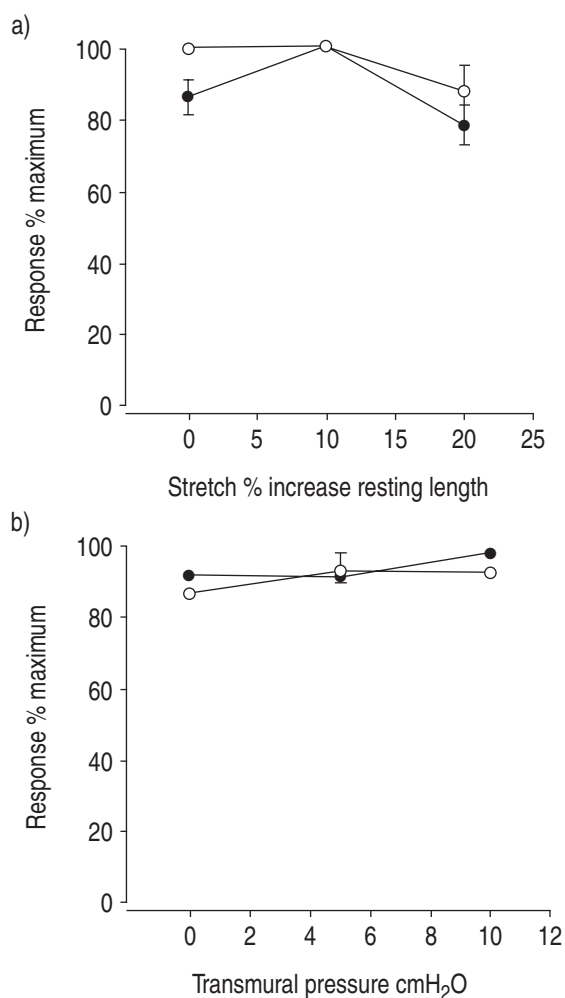 a)
100
80
60
40
20
0
Response % maximum
0 5 10 15 20 25
Stretch % increase resting length
b)
100
80
60
40
20
0
Response % maximum
0 2 4 6 8 10 12
Transmural pressure cmH₂O